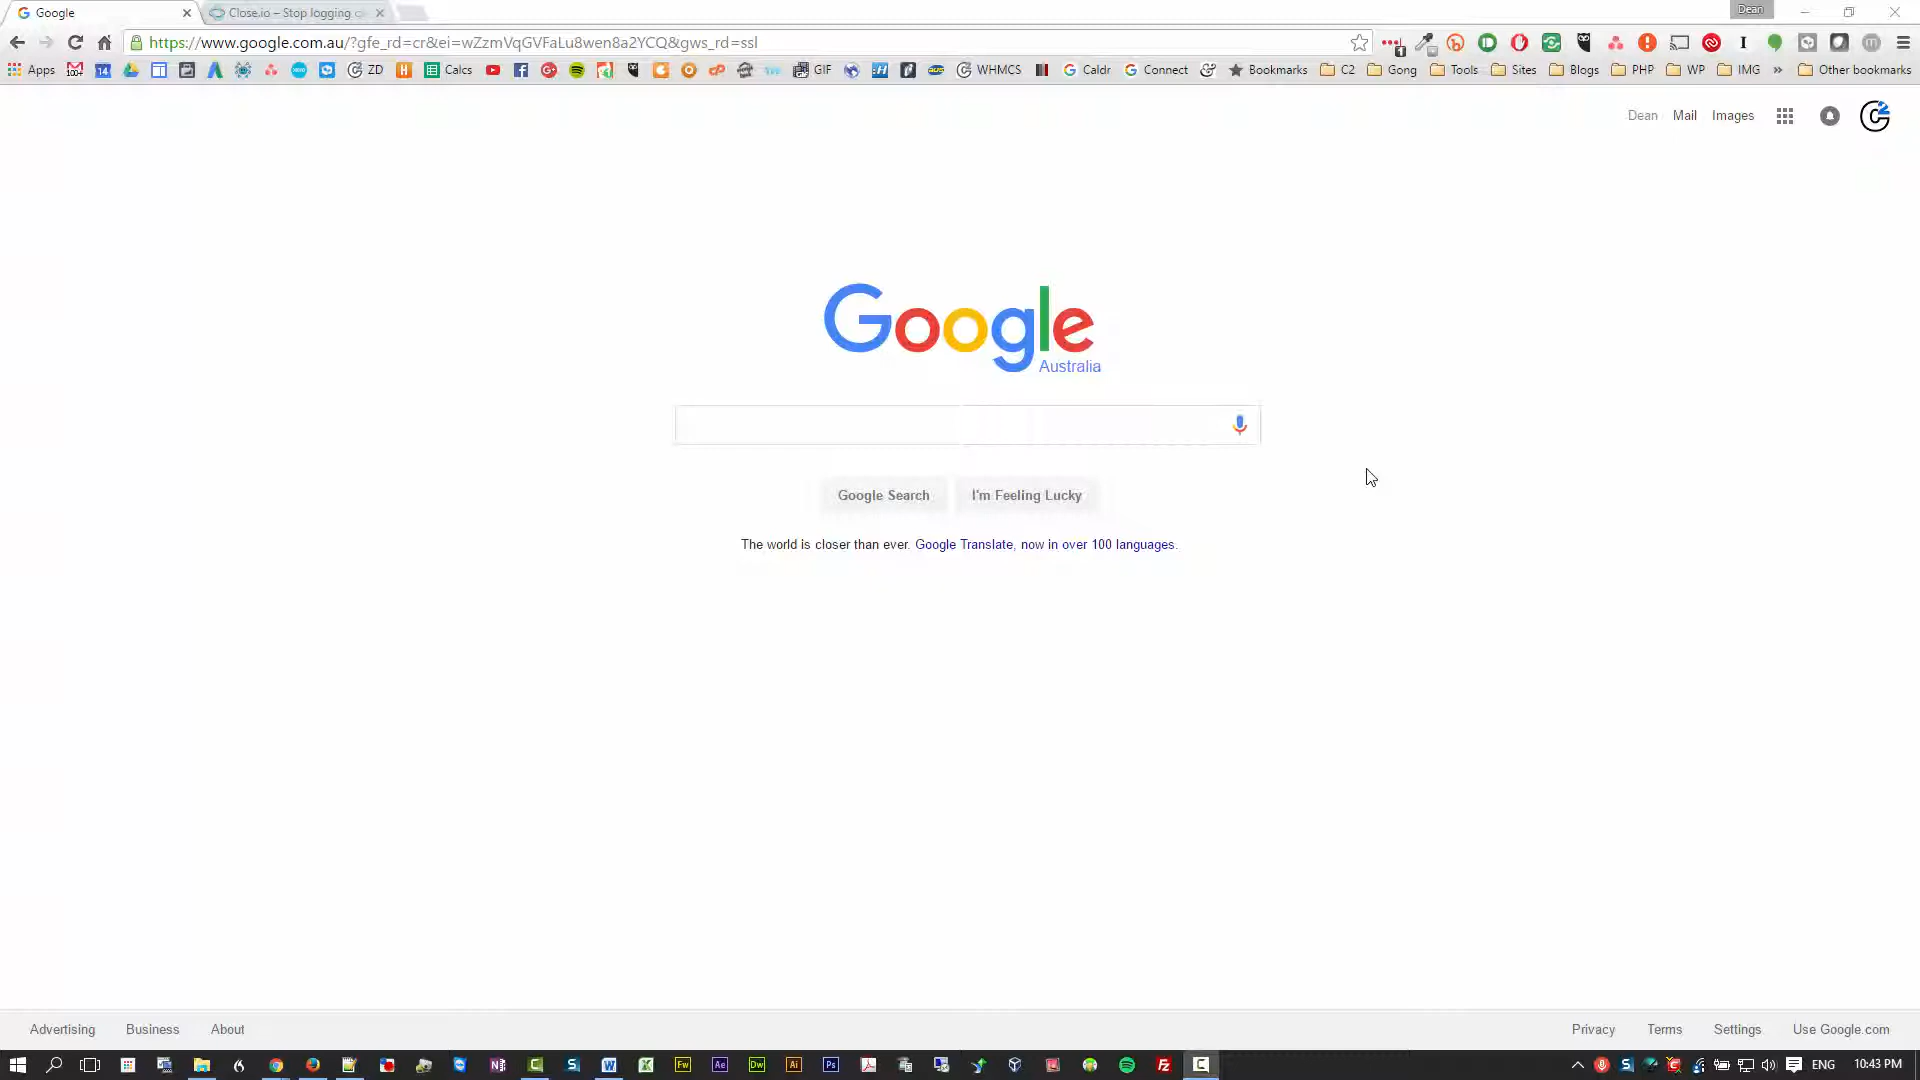 Google
Close.io – Stop logging c
Dean
https://www.google.com.au/?gfe_rd=cr&ei=wZzmVqGVFaLu8wen8a2YCQ&gws_rd=ssl
Apps ZD Calcs GIF WHMCS Caldr Connect Bookmarks C2 Gong Tools Sites Blogs PHP WP IMG » Other bookmarks
Dean Mail Images
Google
Australia
Google Search I'm Feeling Lucky
The world is closer than ever. Google Translate, now in over 100 languages.
Advertising Business About Privacy Terms Settings Use Google.com
ENG 10:43 PM